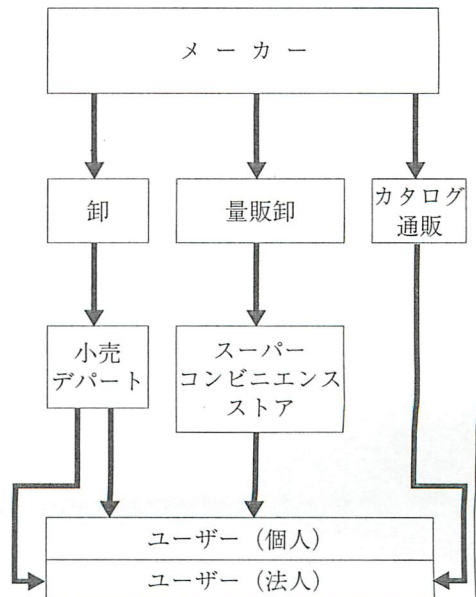 メーカー
卸
量販卸
カタログ
通販
小売
デパート
スーパー
コンビニエンス
ストア
ユーザー（個人）
ユーザー（法人）